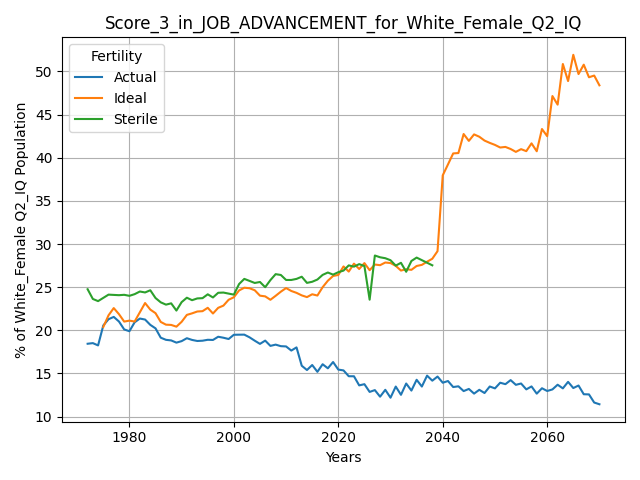 Score_3_in_JOB_ADVANCEMENT_for_White_Female_Q2_IQ
Fertility
Actual
Ideal
Sterile
% of White_Female Q2_IQ Population
50
45
40
35
30
25
20
15
10
1980
2000
2020
2040
2060
Years